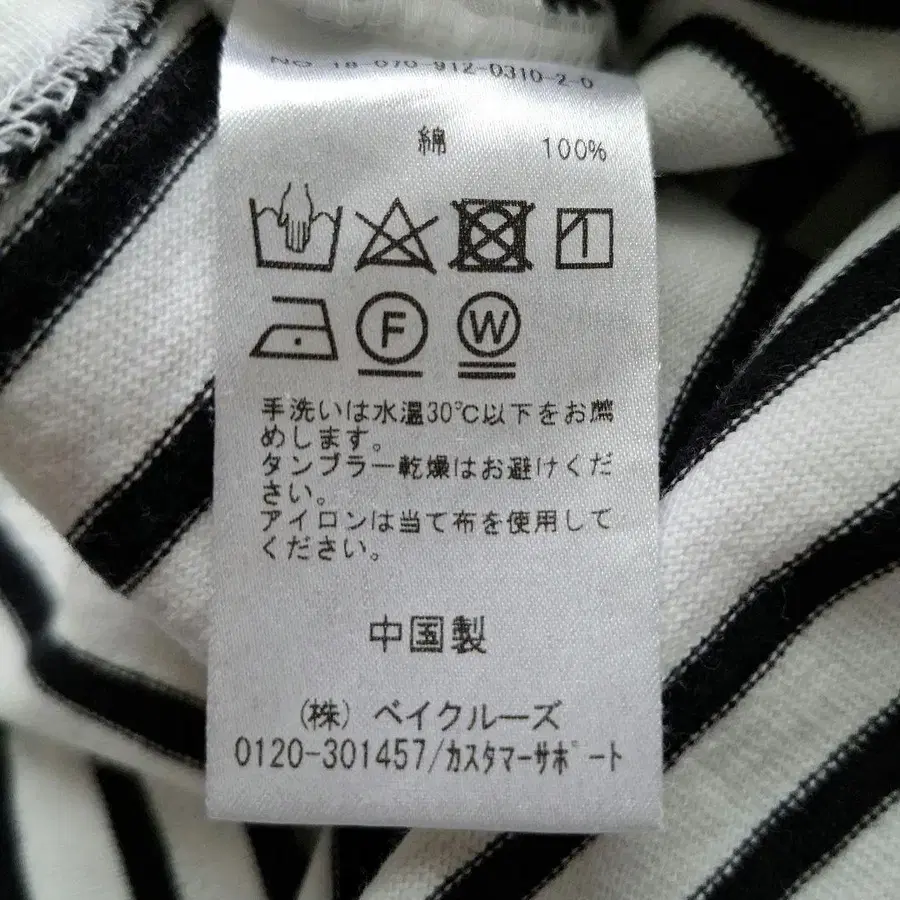 NO 18-070-912-0310-2-0
綿 100%
F W
手洗いは水温30℃以下をお薦
めします。
タンブラー乾燥はお避けくだ
さい。
アイロンは当て布を使用して
ください。
中国製
(株) ベイクルーズ
0120-301457/カスタマーサポート